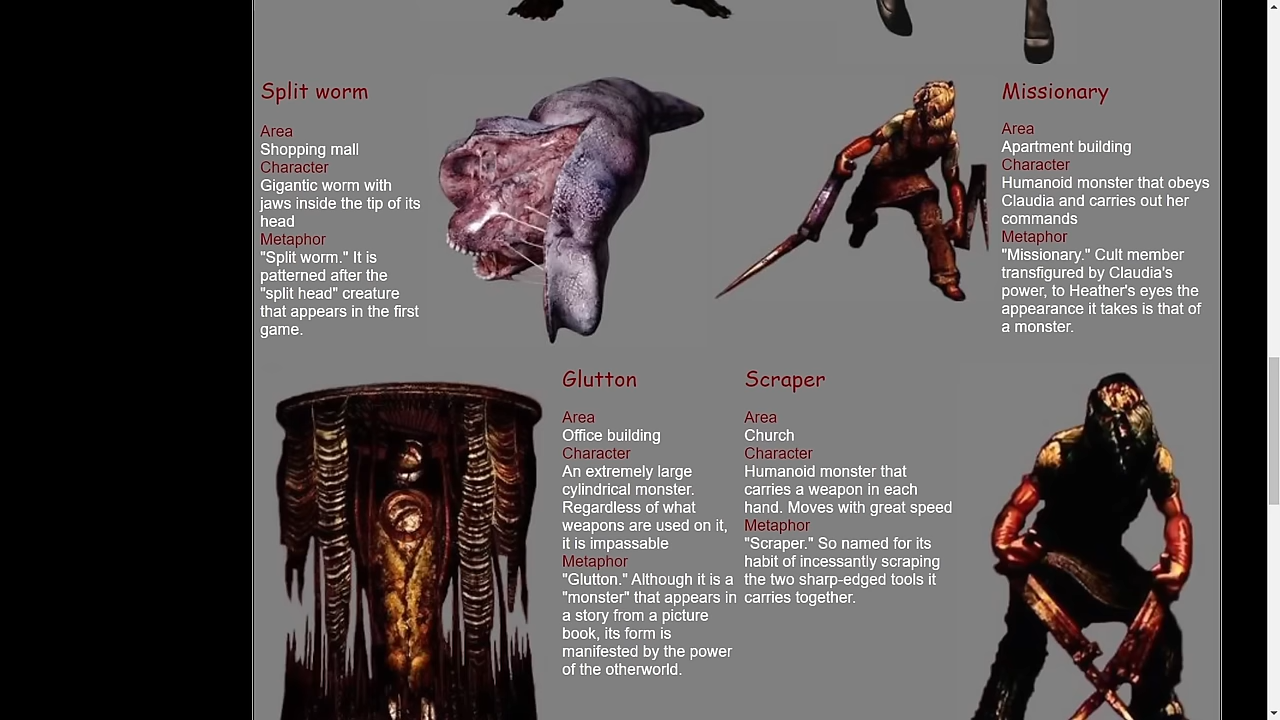 Split worm
Area
Shopping mall
Character
Gigantic worm with
jaws inside the tip of its
head
Metaphor
"Split worm." It is
patterned after the
"split head" creature
that appears in the first
game.
Missionary
Area
Apartment building
Character
Humanoid monster that obeys
Claudia and carries out her
commands
Metaphor
"Missionary." Cult member
transfigured by Claudia's
power, to Heather's eyes the
appearance it takes is that of
a monster.
Glutton
Area
Office building
Character
An extremely large
cylindrical monster.
Regardless of what
weapons are used on it,
it is impassable
Metaphor
"Glutton." Although it is a
"monster" that appears in
a story from a picture
book, its form is
manifested by the power
of the otherworld.
Scraper
Area
Church
Character
Humanoid monster that
carries a weapon in each
hand. Moves with great speed
Metaphor
"Scraper." So named for its
habit of incessantly scraping
the two sharp-edged tools it
carries together.